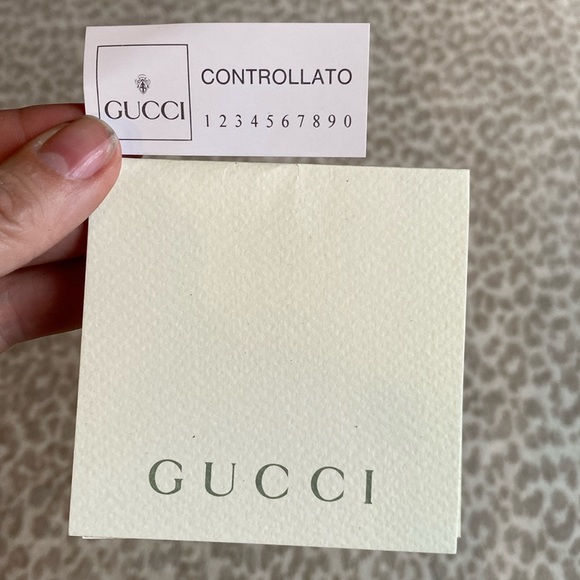 GUCCI
CONTROLLATO
1 2 3 4 5 6 7 8 9 0
GUCCI